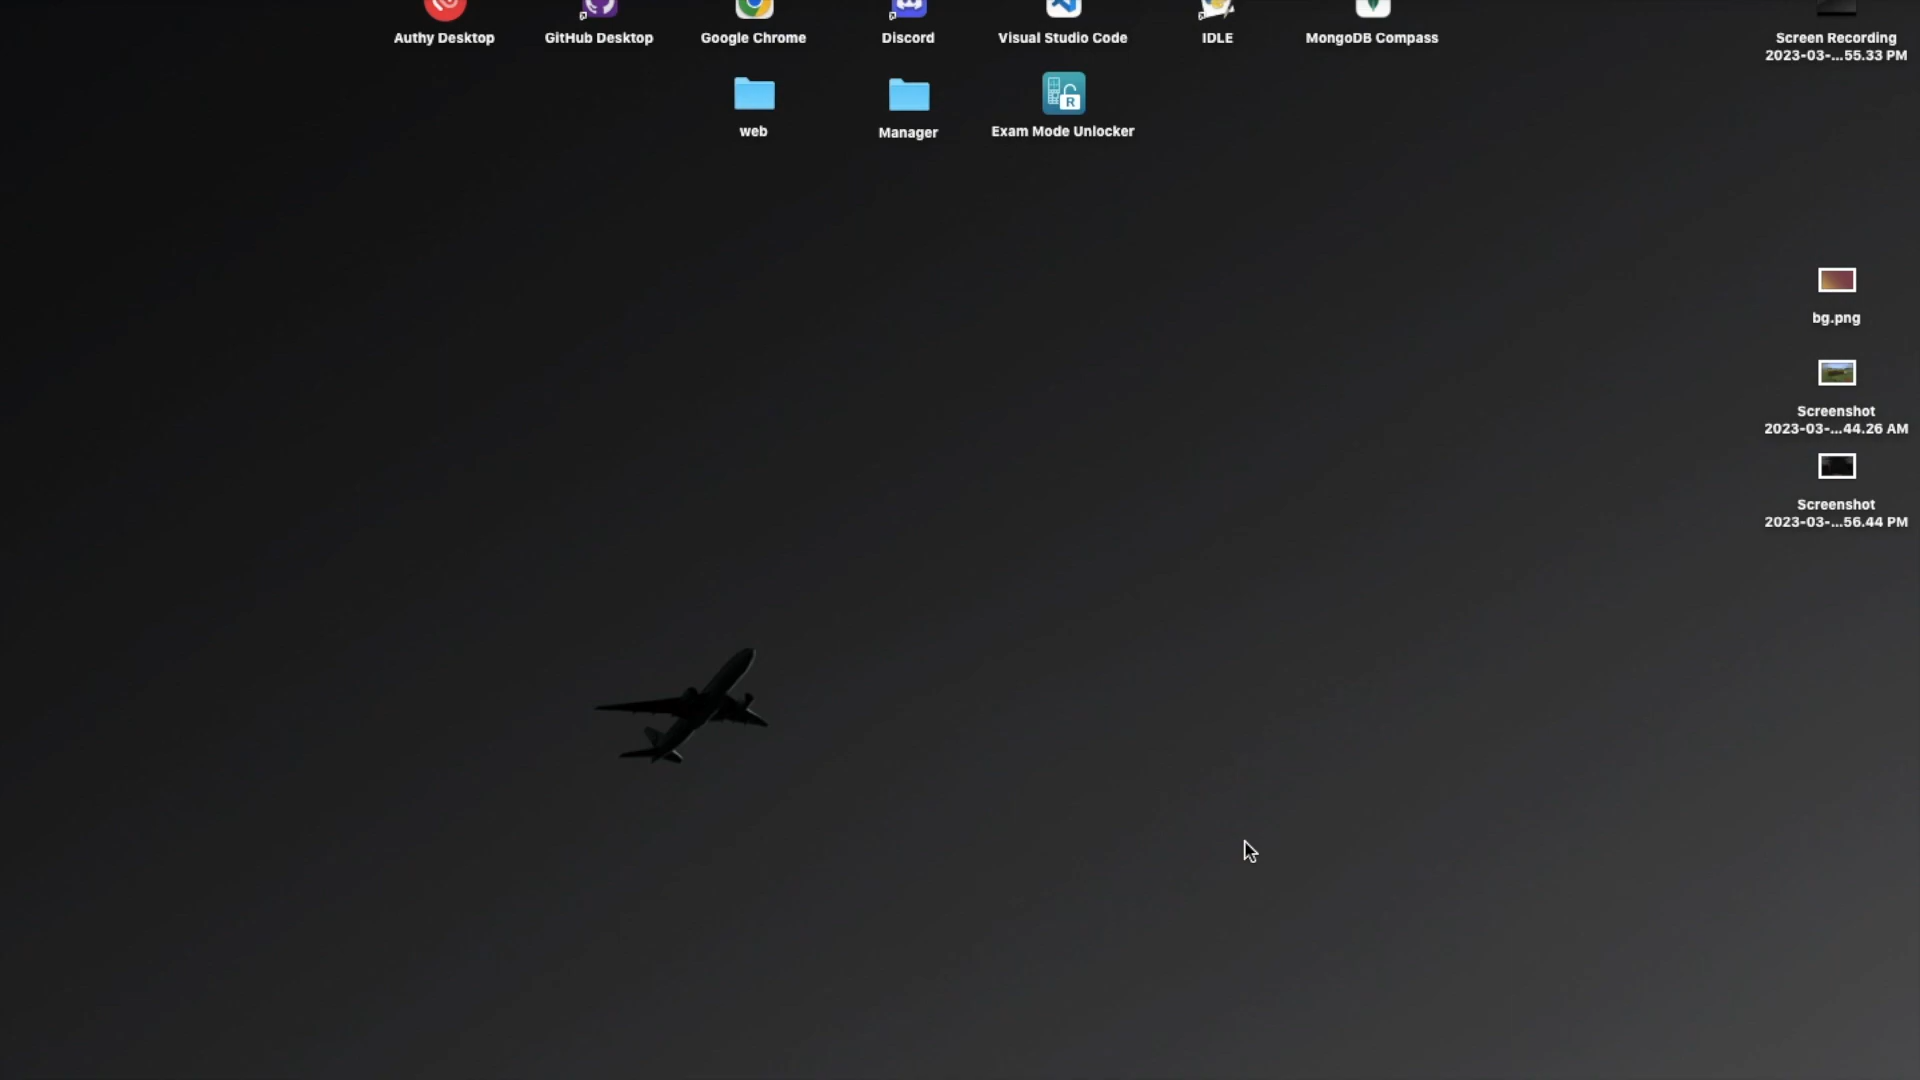 Authy Desktop
GitHub Desktop
Google Chrome
Discord
Visual Studio Code
IDLE
MongoDB Compass
Screen Recording
2023-03-...55.33 PM
web
Manager
R
Exam Mode Unlocker
bg.png
Screenshot
2023-03-...44.26 AM
Screenshot
2023-03-...56.44 PM